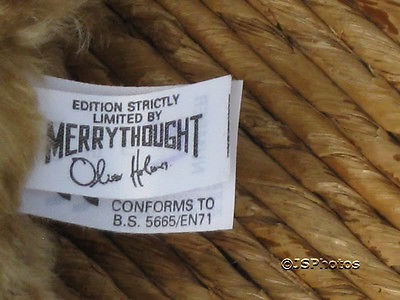 EDITION STRICTLY
LIMITED BY
MERRYTHOUGHT
Oliver Holmes
CONFORMS TO
B.S. 5665/EN71
©JSPhotos